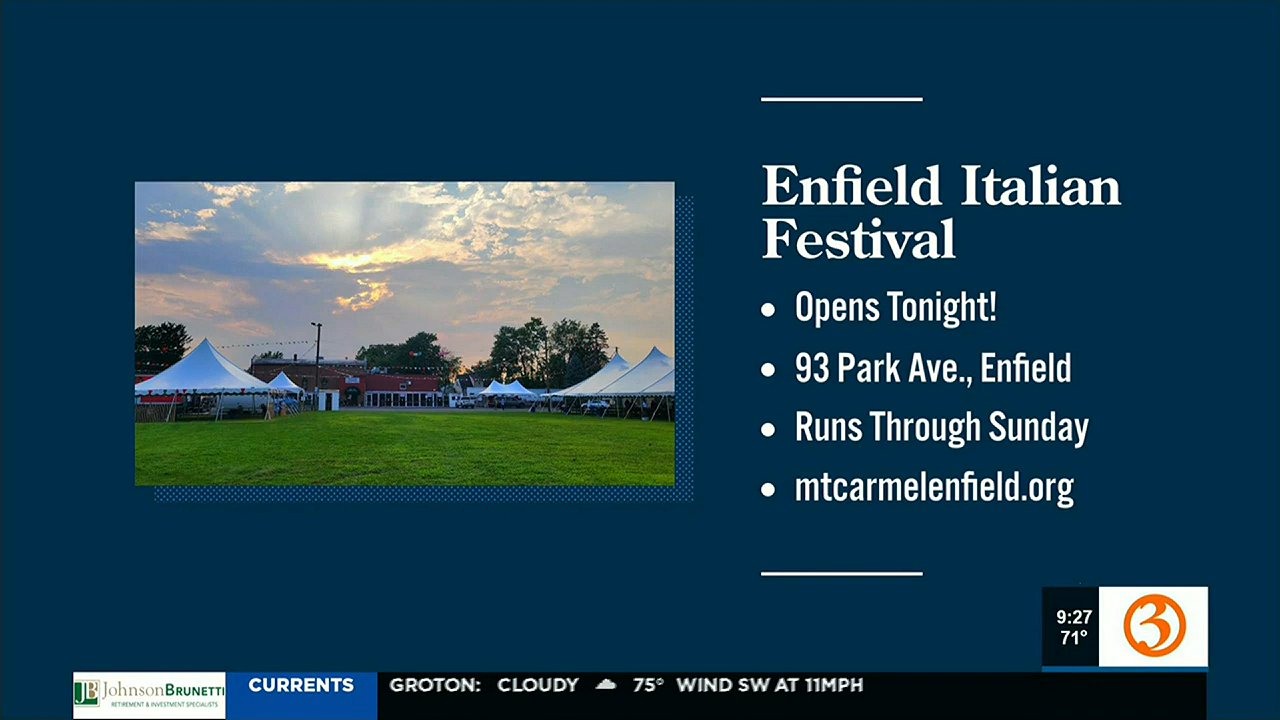 Enfield Italian
Festival
• Opens Tonight!
• 93 Park Ave., Enfield
• Runs Through Sunday
• mtcarmelenfield.org
9:27
71°
3
JB JohnsonBRUNETTI
RETIREMENT & INVESTMENT SPECIALISTS
CURRENTS
GROTON: CLOUDY 75° WIND SW AT 11MPH